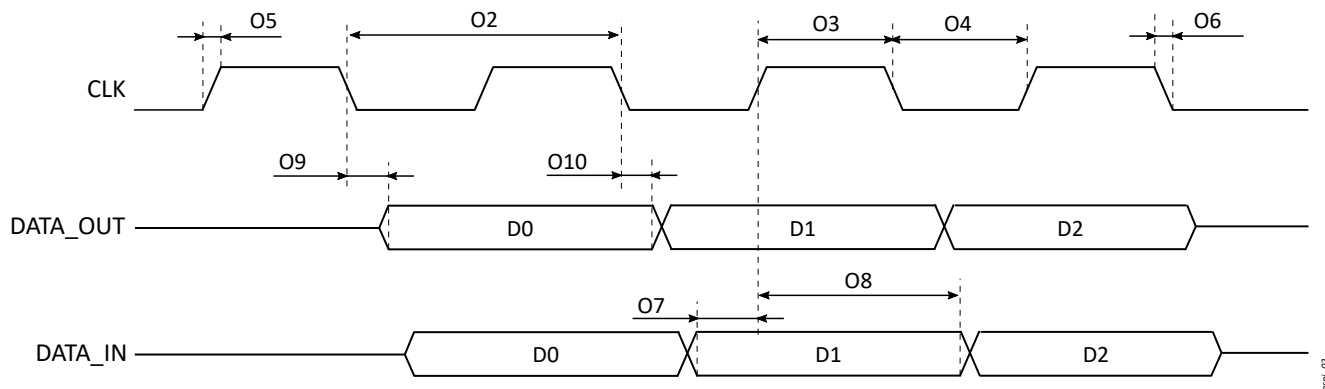 O5 O2 O3 O4 O6
CLK
O9 O10
DATA_OUT D0 D1 D2
O7 O8
DATA_IN D0 D1 D2